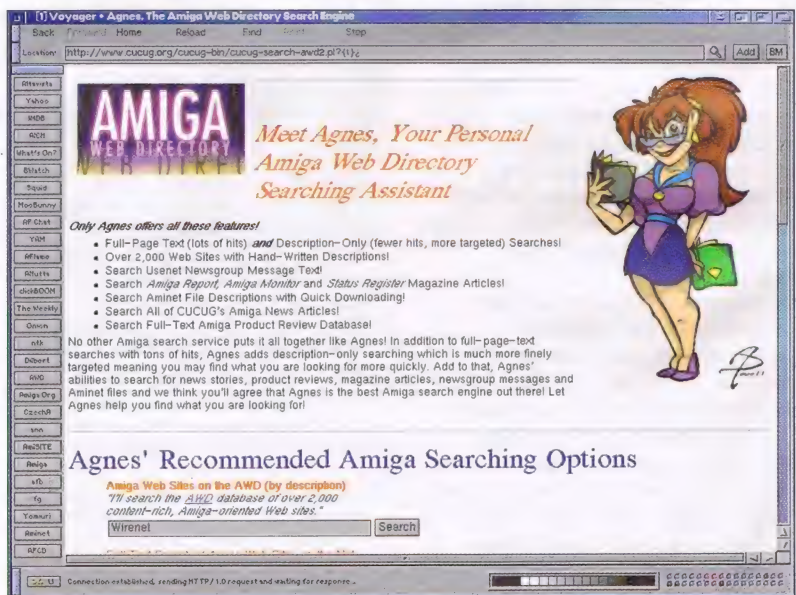 (1) Voyager • Agnes, The Amiga Web Directory Search Engine
Back Forward Home Reload Find Reset Stop
Location: http://www.cucug.org/cucug-bin/cucug-search-awd2.pl?{1}¿ Add BM
Altavista
Yahoo
IMDB
What's On?
Squid
MosBunny
AF Chat
YAM
clickBOOM
The Weekly
Onion
ntk
Dilbert
AWD
Amiga Org
CzechA
ann
AmiSITE
Amiga
afb
fg
Yomiuri
Aminet
AFCD
AMIGA
WEB DIRECTORY
Meet Agnes, Your Personal
Amiga Web Directory
Searching Assistant
Only Agnes offers all these features!
• Full-Page Text (lots of hits) and Description-Only (fewer hits, more targeted) Searches!
• Over 2,000 Web Sites with Hand-Written Descriptions!
• Search Usenet Newsgroup Message Text!
• Search Amiga Report, Amiga Monitor and Status Register Magazine Articles!
• Search Aminet File Descriptions with Quick Downloading!
• Search All of CUCUG's Amiga News Articles!
• Search Full-Text Amiga Product Review Database!
No other Amiga search service puts it all together like Agnes! In addition to full-page-text
searches with tons of hits, Agnes adds description-only searching which is much more finely
targeted meaning you may find what you are looking for more quickly. Add to that, Agnes'
abilities to search for news stories, product reviews, magazine articles, newsgroup messages and
Aminet files and we think you'll agree that Agnes is the best Amiga search engine out there! Let
Agnes help you find what you are looking for!
Agnes' Recommended Amiga Searching Options
Amiga Web Sites on the AWD (by description)
"I'll search the AWD database of over 2,000
content-rich, Amiga-oriented Web sites."
Wirenet Search
Connection established, sending HTTP/1.0 request and waiting for response...